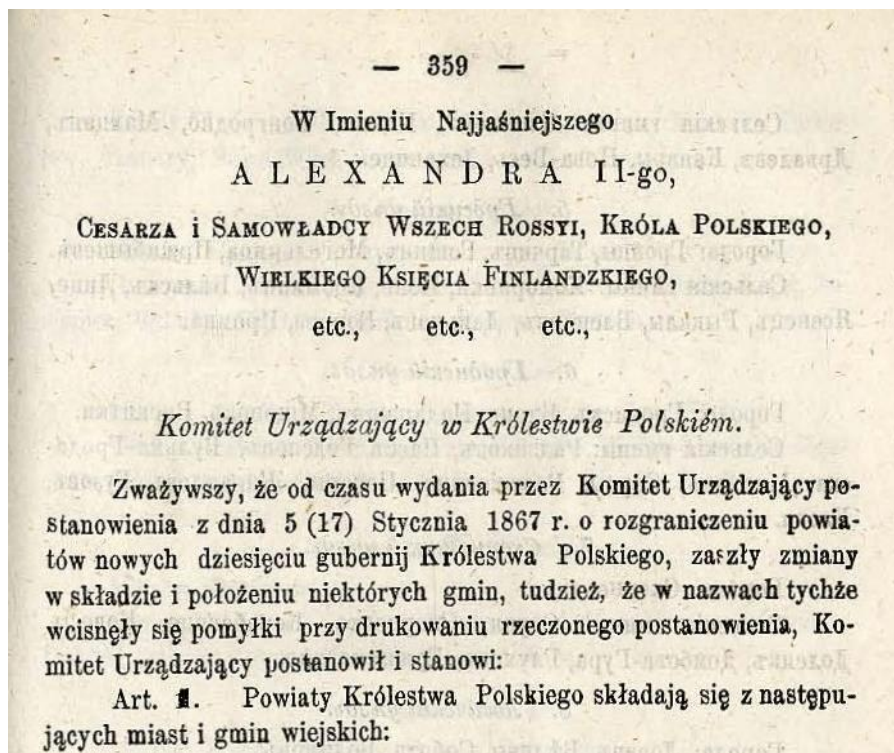 — 359 —
W Imieniu Najjaśniejszego
ALEXANDRA II-go,
CESARZA i SAMOWŁADCY WSZECH ROSSYI, KRÓLA POLSKIEGO,
WIELKIEGO KSIĘCIA FINLANDZKIEGO,
etc., etc., etc.,
Komitet Urządzający w Królestwie Polskiém.
Zważywszy, że od czasu wydania przez Komitet Urządzający po-
stanowienia z dnia 5 (17) Stycznia 1867 r. o rozgraniczeniu powia-
tów nowych dziesięciu gubernij Królestwa Polskiego, zaszły zmiany
w składzie i położeniu niektórych gmin, tudzież, że w nazwach tychże
wcisnęły się pomyłki przy drukowaniu rzeczonego postanowienia, Ko-
mitet Urządzający postanowił i stanowi:
Art. 1. Powiaty Królestwa Polskiego składają się z następu-
jących miast i gmin wiejskich: